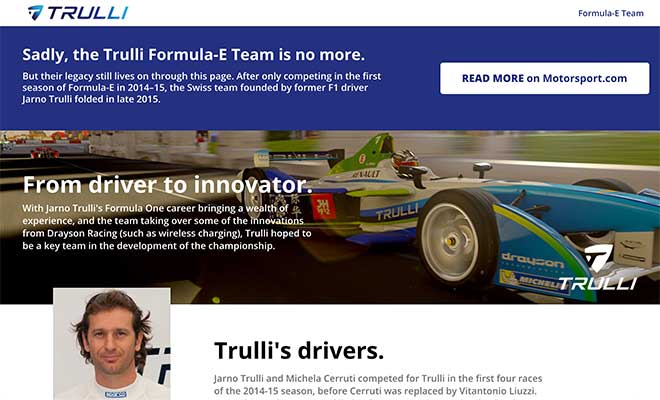 TRULLI
Formula-E Team
Sadly, the Trulli Formula-E Team is no more.
But their legacy still lives on through this page. After only competing in the first
season of Formula-E in 2014–15, the Swiss team founded by former F1 driver
Jarno Trulli folded in late 2015.
READ MORE on Motorsport.com
From driver to innovator.
With Jarno Trulli's Formula One career bringing a wealth of
experience, and the team taking over some of the innovations
from Drayson Racing (such as wireless charging), Trulli hoped to
be a key team in the development of the championship.
RENAULT
TRULLI
drayson
MICHELIN
TRULLI
Trulli's drivers.
Jarno Trulli and Michela Cerruti competed for Trulli in the first four races
of the 2014-15 season, before Cerruti was replaced by Vitantonio Liuzzi.